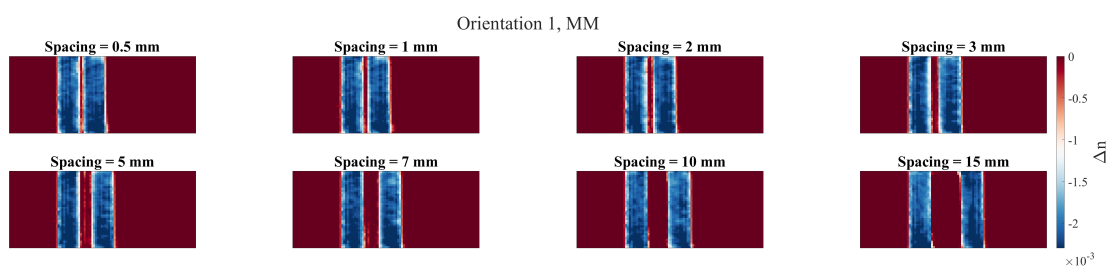 Orientation 1, MM
Spacing = 0.5 mm
Spacing = 1 mm
Spacing = 2 mm
Spacing = 3 mm
0
-0.5
-1
-1.5
-2
Δn
×10⁻³
Spacing = 5 mm
Spacing = 7 mm
Spacing = 10 mm
Spacing = 15 mm